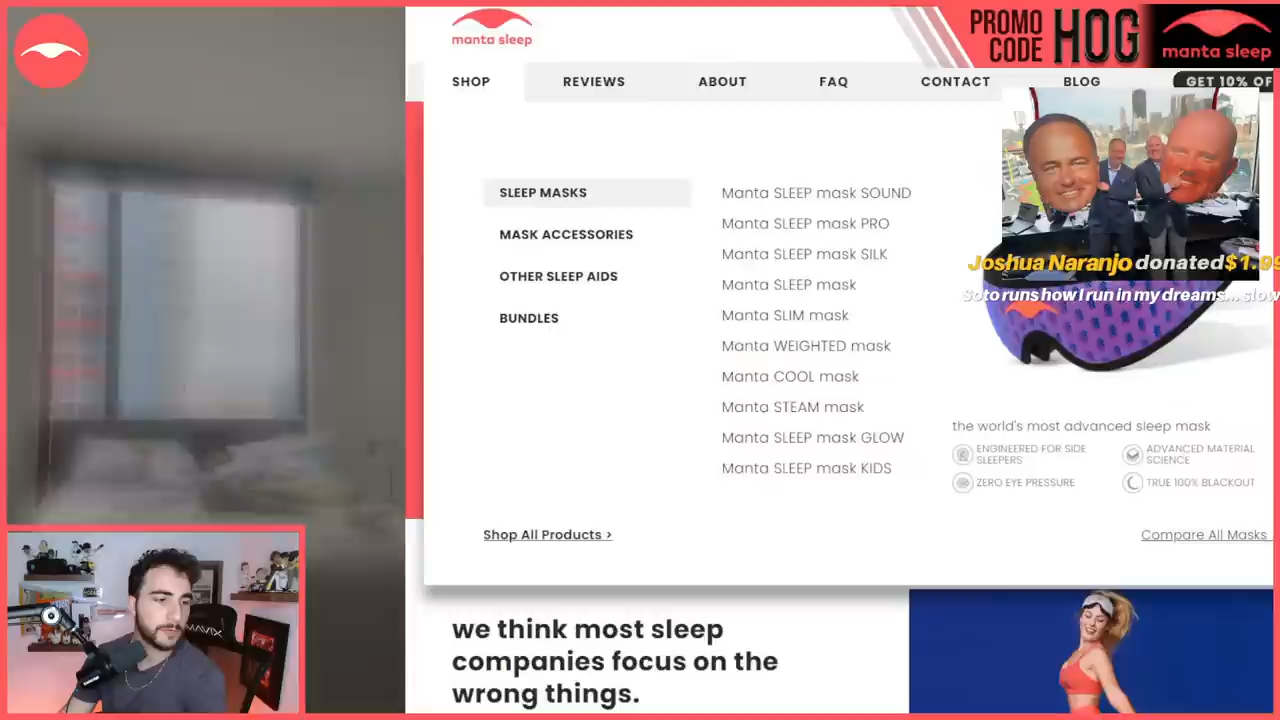 manta sleep
PROMO
CODE
HOG
manta sleep
SHOP
REVIEWS
ABOUT
FAQ
CONTACT
BLOG
GET 10% OF
SLEEP MASKS
MASK ACCESSORIES
OTHER SLEEP AIDS
BUNDLES
Manta SLEEP mask SOUND
Manta SLEEP mask PRO
Manta SLEEP mask SILK
Manta SLEEP mask
Manta SLIM mask
Manta WEIGHTED mask
Manta COOL mask
Manta STEAM mask
Manta SLEEP mask GLOW
Manta SLEEP mask KIDS
Joshua Naranjo donated $1.99
Soto runs how I run in my dreams... slow
the world's most advanced sleep mask
ENGINEERED FOR SIDE
SLEEPERS
ADVANCED MATERIAL
SCIENCE
ZERO EYE PRESSURE
TRUE 100% BLACKOUT
Shop All Products >
Compare All Masks
we think most sleep
companies focus on the
wrong things.
MAVIX